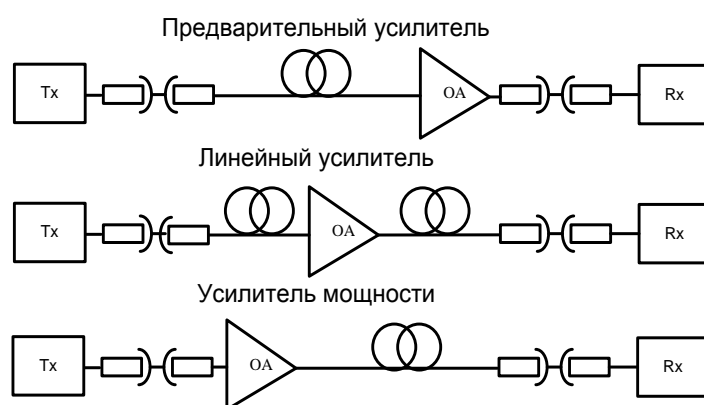 Предварительный усилитель
Tx OA Rx
Линейный усилитель
Tx OA Rx
Усилитель мощности
Tx OA Rx